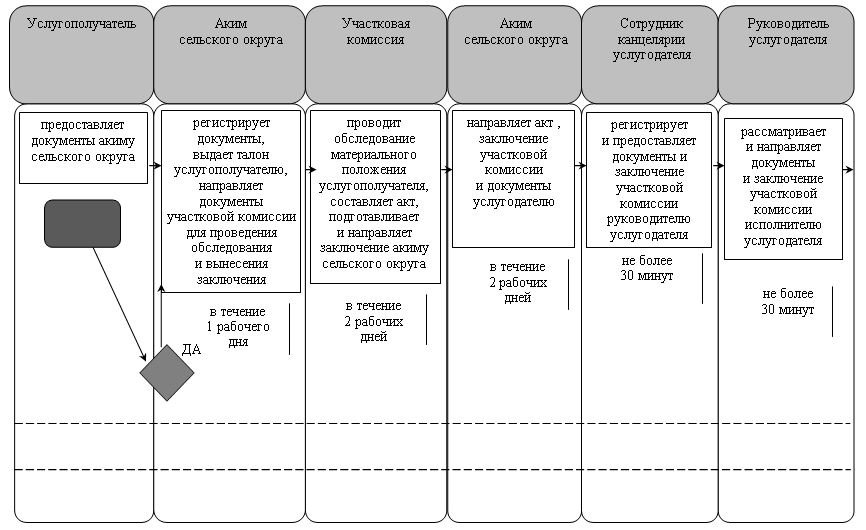 Услугополучатель
Аким
сельского округа
Участковая
комиссия
Аким
сельского округа
Сотрудник
канцелярии
услугодателя
Руководитель
услугодателя
предоставляет
документы акиму
сельского округа
регистрирует
документы,
выдает талон
услугополучателю,
направляет
документы
участковой комиссии
для проведения
обследования
и вынесения
заключения
проводит
обследование
материального
положения
услугополучателя,
составляет акт,
подготавливает
и направляет
заключение акиму
сельского округа
направляет акт ,
заключение
участковой
комиссии
и документы
услугодателю
регистрирует
и предоставляет
документы и
заключение
участковой
комиссии
руководителю
услугодателя
рассматривает
и направляет
документы
и заключение
участковой
комиссии
исполнителю
услугодателя
в течение
1 рабочего
дня
в течение
2 рабочих
дней
в течение
2 рабочих
дней
не более
30 минут
не более
30 минут
ДА